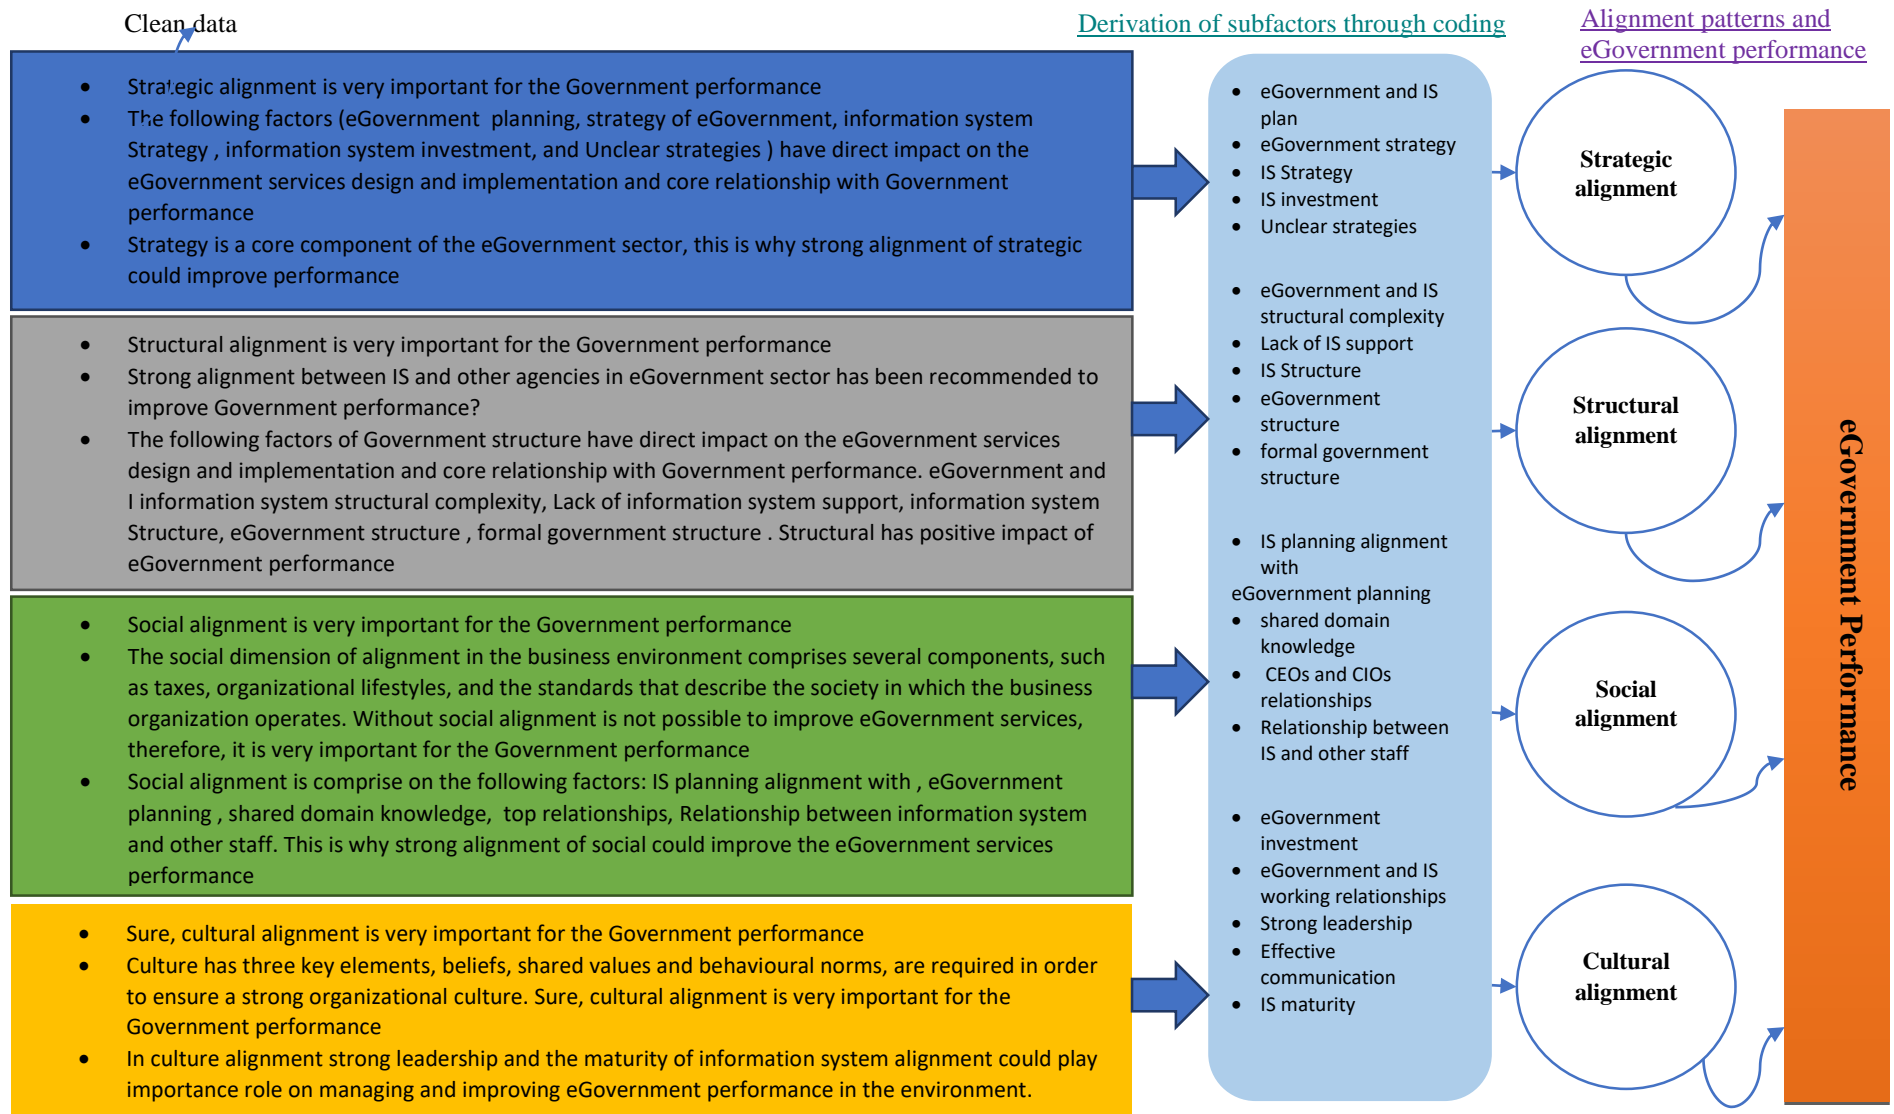 Clean data
Derivation of subfactors through coding
Alignment patterns and
eGovernment performance
• Strategic alignment is very important for the Government performance
• The following factors (eGovernment planning, strategy of eGovernment, information system
Strategy , information system investment, and Unclear strategies ) have direct impact on the
eGovernment services design and implementation and core relationship with Government
performance
• Strategy is a core component of the eGovernment sector, this is why strong alignment of strategic
could improve performance
• Structural alignment is very important for the Government performance
• Strong alignment between IS and other agencies in eGovernment sector has been recommended to
improve Government performance?
• The following factors of Government structure have direct impact on the eGovernment services
design and implementation and core relationship with Government performance. eGovernment and
I information system structural complexity, Lack of information system support, information system
Structure, eGovernment structure , formal government structure . Structural has positive impact of
eGovernment performance
• Social alignment is very important for the Government performance
• The social dimension of alignment in the business environment comprises several components, such
as taxes, organizational lifestyles, and the standards that describe the society in which the business
organization operates. Without social alignment is not possible to improve eGovernment services,
therefore, it is very important for the Government performance
• Social alignment is comprise on the following factors: IS planning alignment with , eGovernment
planning , shared domain knowledge, top relationships, Relationship between information system
and other staff. This is why strong alignment of social could improve the eGovernment services
performance
• Sure, cultural alignment is very important for the Government performance
• Culture has three key elements, beliefs, shared values and behavioural norms, are required in order
to ensure a strong organizational culture. Sure, cultural alignment is very important for the
Government performance
• In culture alignment strong leadership and the maturity of information system alignment could play
importance role on managing and improving eGovernment performance in the environment.
• eGovernment and IS
plan
• eGovernment strategy
• IS Strategy
• IS investment
• Unclear strategies
• eGovernment and IS
structural complexity
• Lack of IS support
• IS Structure
• eGovernment
structure
• formal government
structure
• IS planning alignment
with
eGovernment planning
• shared domain
knowledge
• CEOs and CIOs
relationships
• Relationship between
IS and other staff
• eGovernment
investment
• eGovernment and IS
working relationships
• Strong leadership
• Effective
communication
• IS maturity
Strategic
alignment
Structural
alignment
Social
alignment
Cultural
alignment
eGovernment Performance